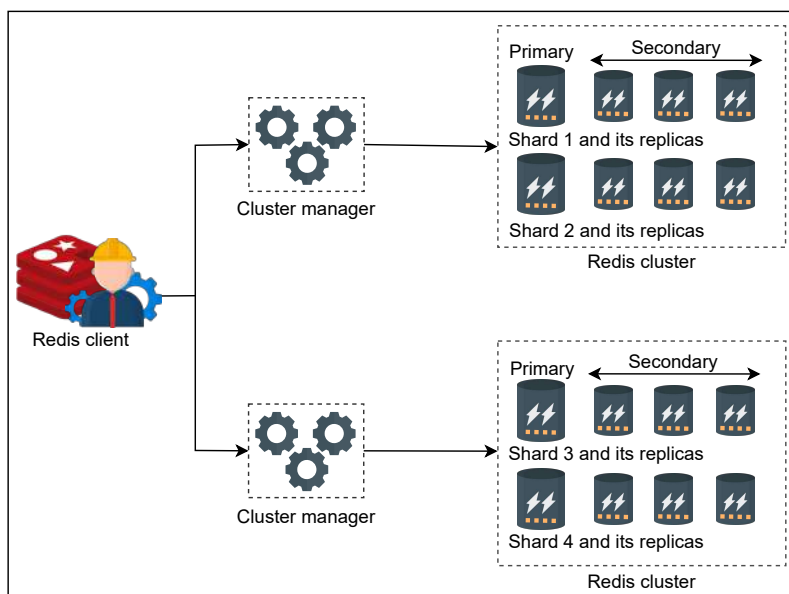 Primary
Secondary
Shard 1 and its replicas
Cluster manager
Shard 2 and its replicas
Redis cluster
Redis client
Primary
Secondary
Shard 3 and its replicas
Cluster manager
Shard 4 and its replicas
Redis cluster